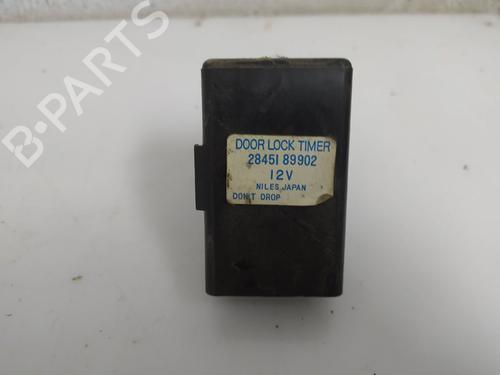 B-PARTS
DOOR LOCK TIMER
28451 89902
12V
NILES JAPAN
DON'T DROP